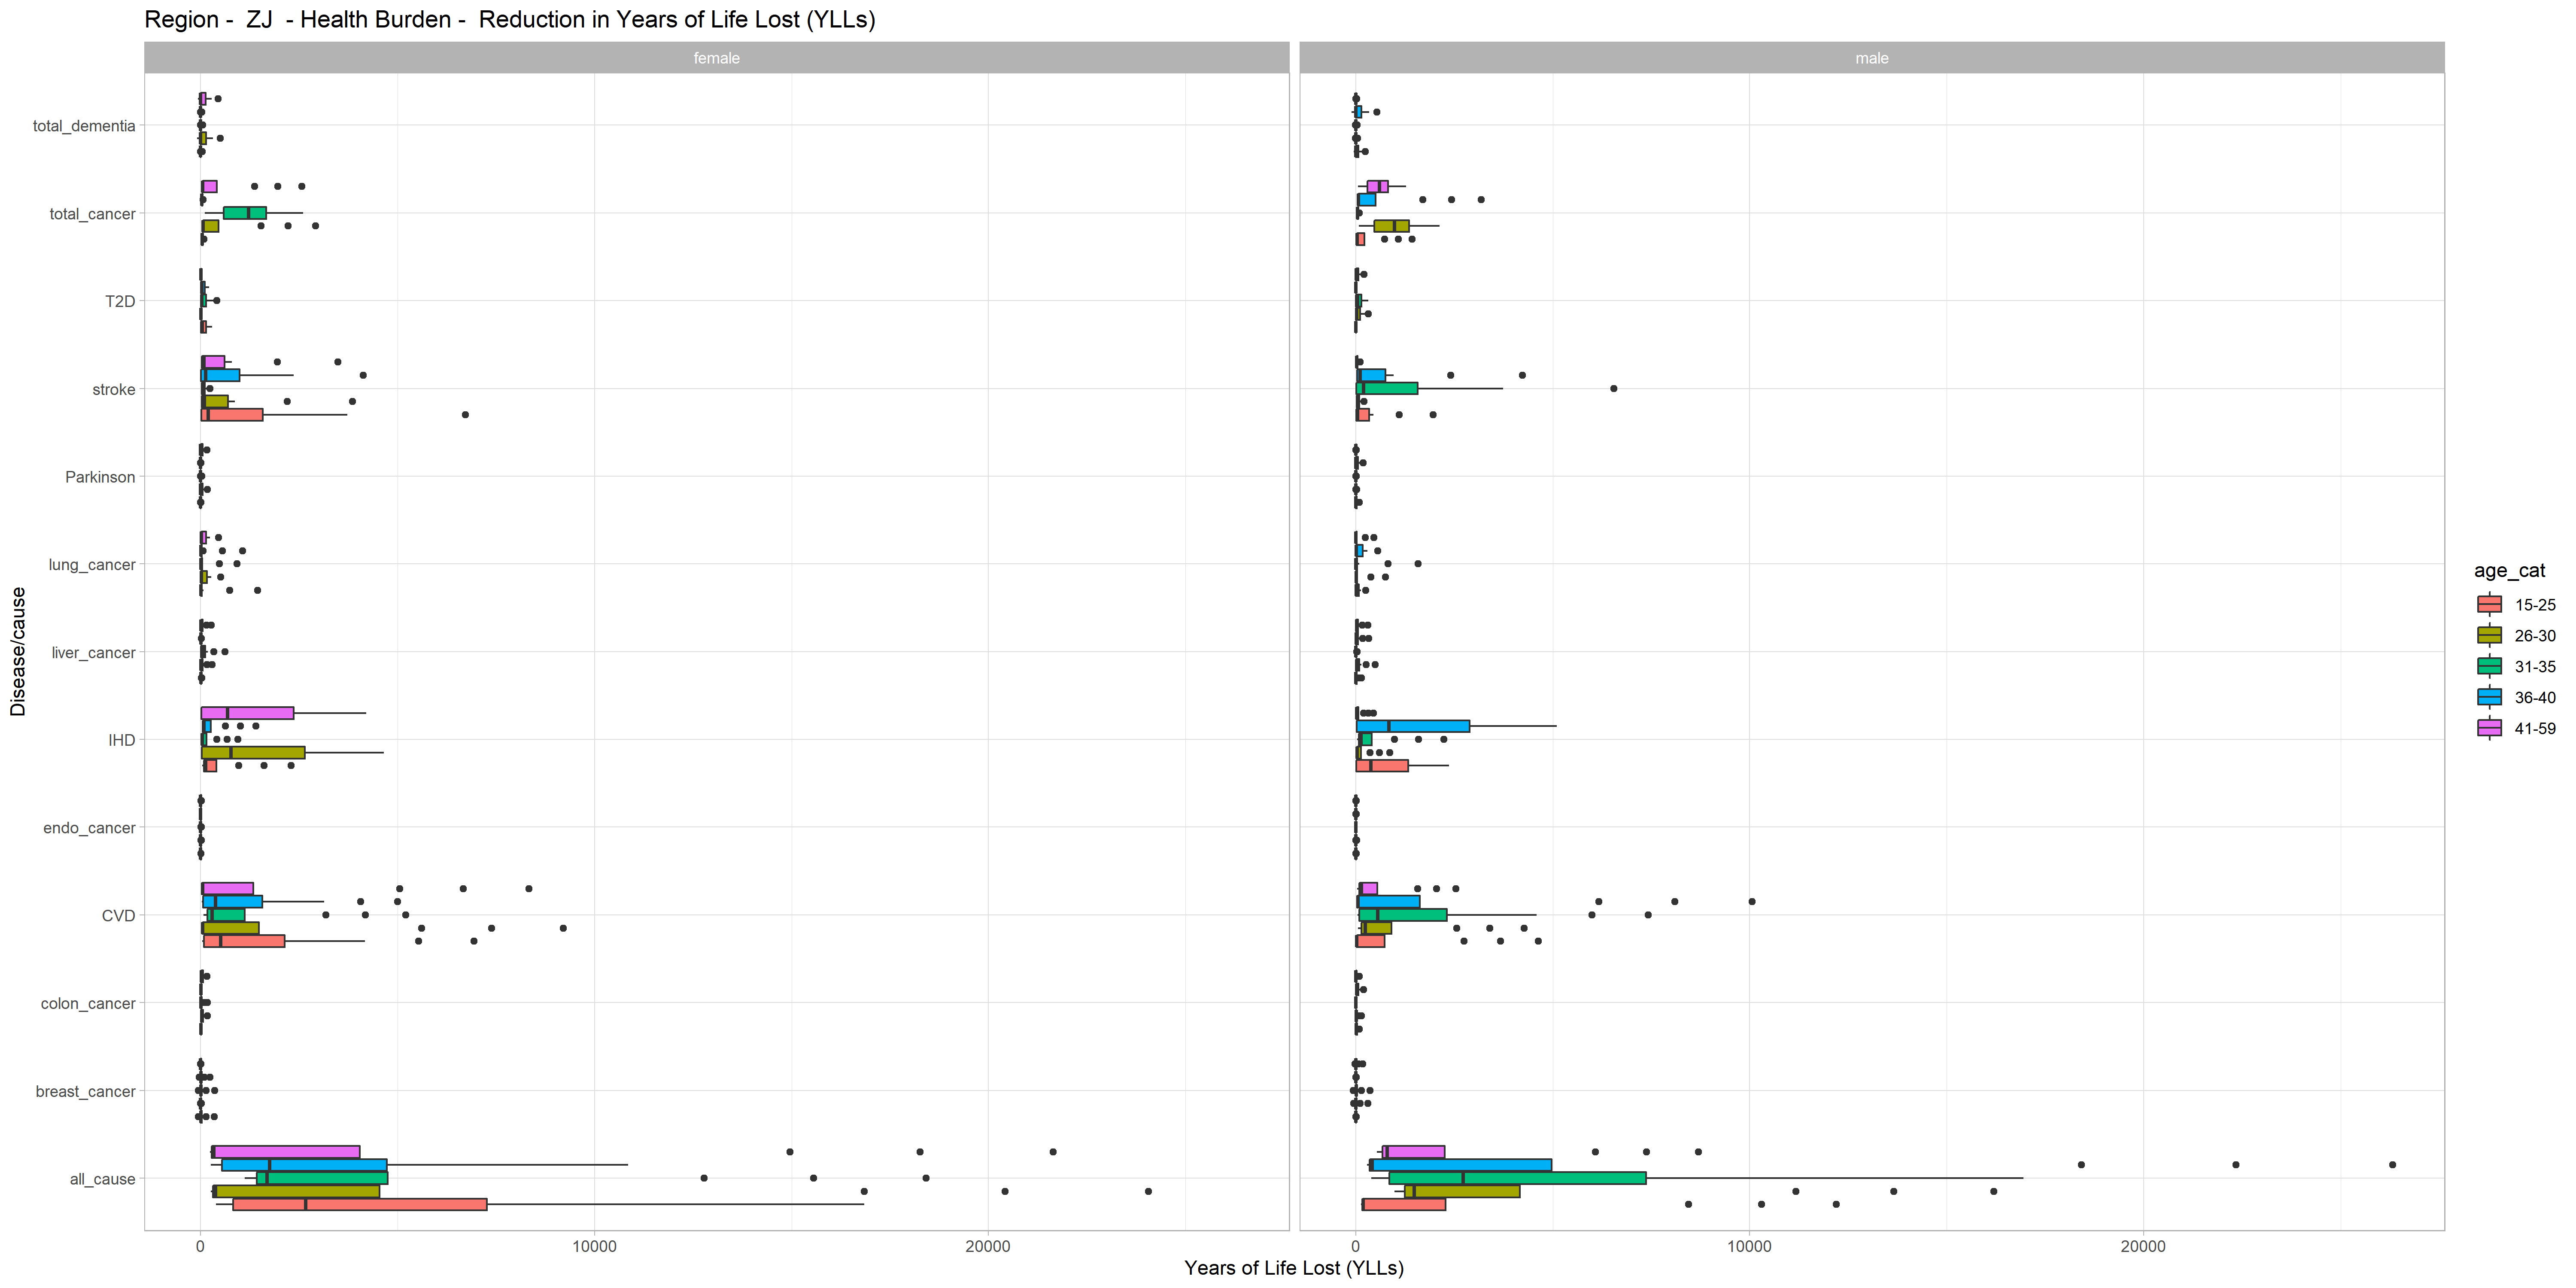 Region -  ZJ  - Health Burden -  Reduction in Years of Life Lost (YLLs)
female
male
Disease/cause
total_dementia
total_cancer
T2D
stroke
Parkinson
lung_cancer
liver_cancer
IHD
endo_cancer
CVD
colon_cancer
breast_cancer
all_cause
0
10000
20000
0
10000
20000
Years of Life Lost (YLLs)
age_cat
15-25
26-30
31-35
36-40
41-59